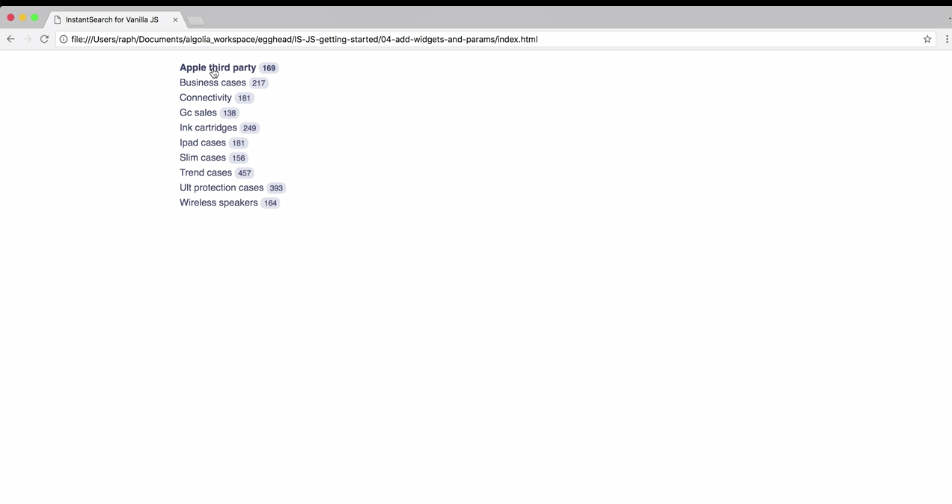 InstantSearch for Vanilla JS
file:///Users/raph/Documents/algolia_workspace/egghead/IS-JS-getting-started/04-add-widgets-and-params/index.html
Apple third party 169
Business cases 217
Connectivity 181
Gc sales 138
Ink cartridges 249
Ipad cases 181
Slim cases 156
Trend cases 457
Ult protection cases 393
Wireless speakers 164